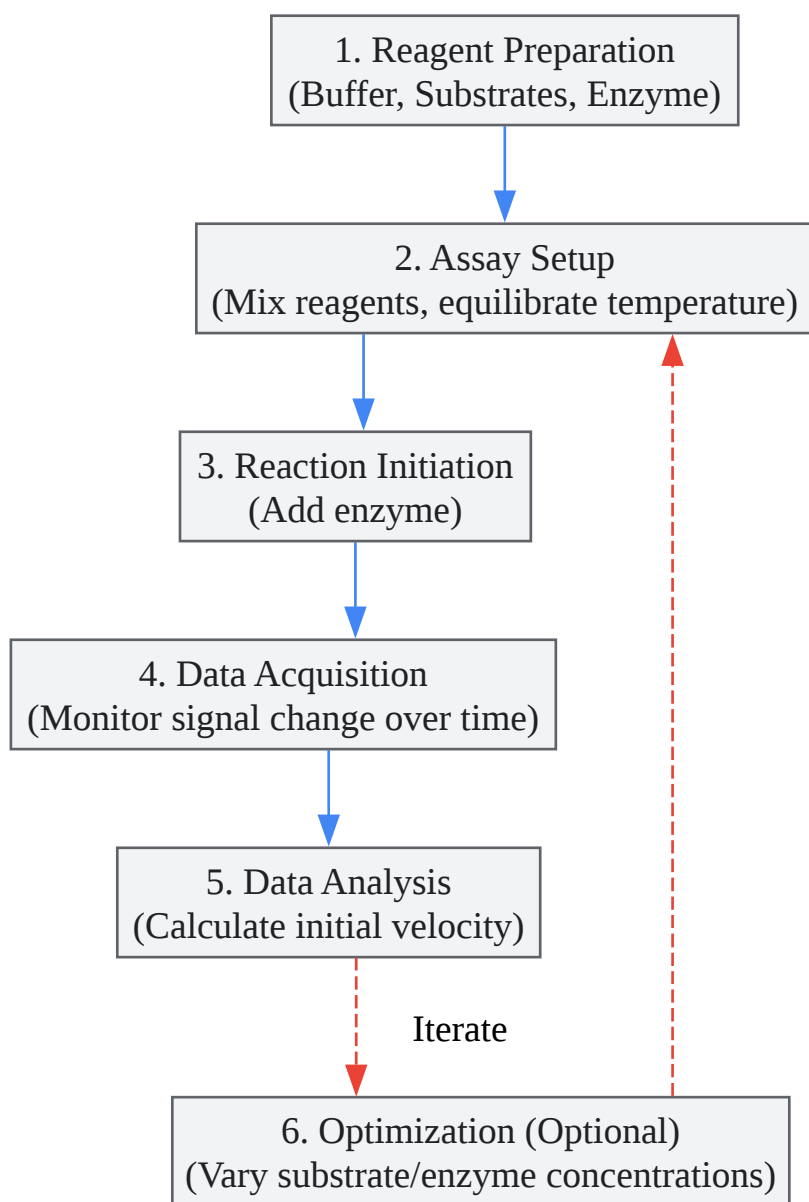 1. Reagent Preparation
(Buffer, Substrates, Enzyme)
2. Assay Setup
(Mix reagents, equilibrate temperature)
3. Reaction Initiation
(Add enzyme)
4. Data Acquisition
(Monitor signal change over time)
5. Data Analysis
(Calculate initial velocity)
Iterate
6. Optimization (Optional)
(Vary substrate/enzyme concentrations)